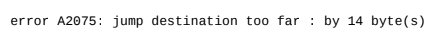 error A2075: jump destination too far : by 14 byte(s)